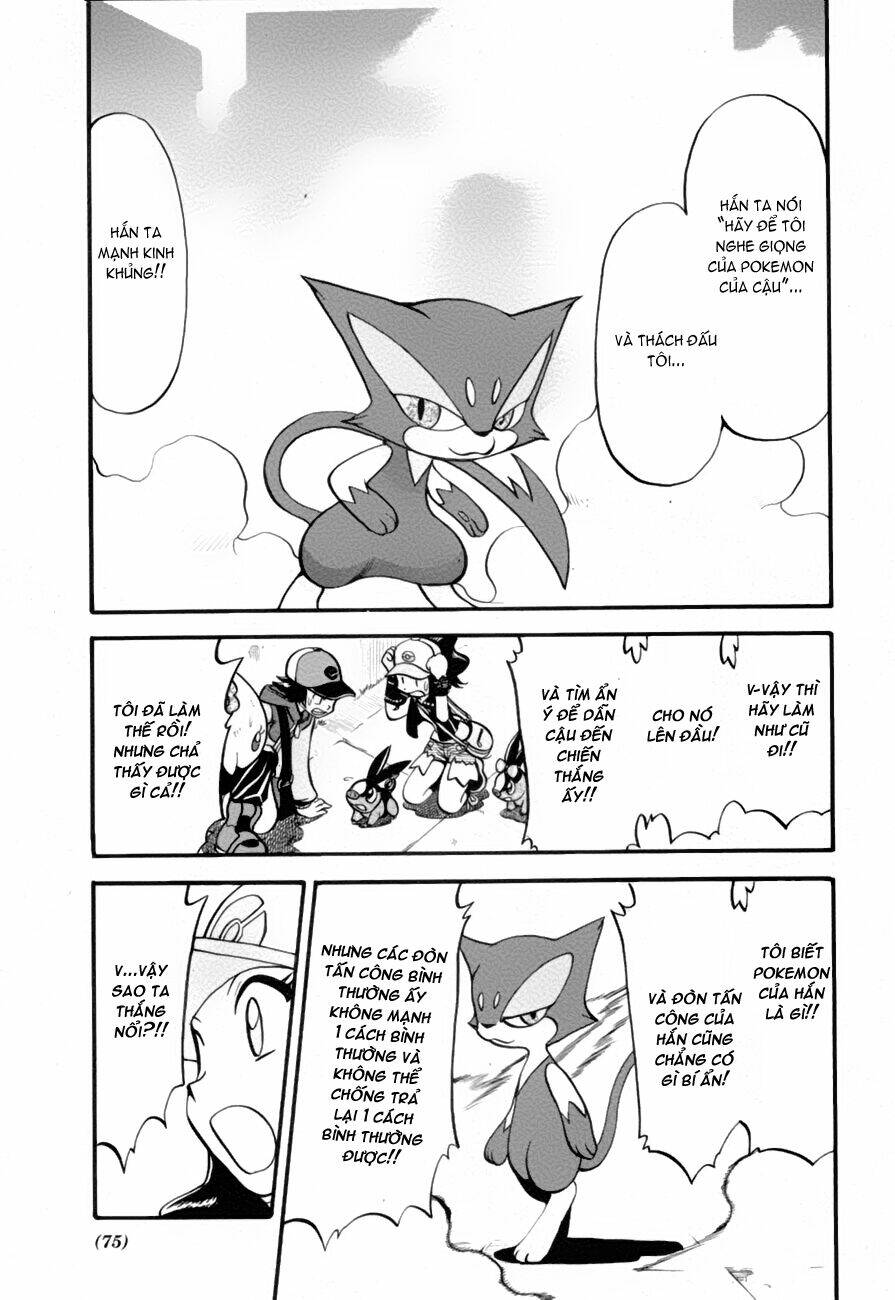 HẮN TA NÓI
"HÃY ĐỂ TÔI
NGHE GIỌNG
CỦA POKEMON
CỦA CẬU"...
VÀ THÁCH ĐẤU
TÔI...
HẮN TA
MẠNH KINH
KHỦNG!!
V-VẬY THÌ
HÃY LÀM
NHƯ CŨ
ĐI!!
CHO NÓ
LÊN ĐẦU!
VÀ TÌM ẨN
Ý ĐỂ DẪN
CẬU ĐẾN
CHIẾN
THẮNG
ẤY!!
TÔI ĐÃ LÀM
THẾ RỒI!
NHƯNG CHẢ
THẤY ĐƯỢC
GÌ CẢ!!
TÔI BIẾT
POKEMON
CỦA HẮN
LÀ GÌ!!
VÀ ĐÒN TẤN
CÔNG CỦA
HẮN CŨNG
CHẲNG CÓ
GÌ BÍ ẨN!
NHƯNG CÁC ĐÒN
TẤN CÔNG BÌNH
THƯỜNG ẤY
KHÔNG MẠNH
1 CÁCH BÌNH
THƯỜNG VÀ
KHÔNG THỂ
CHỐNG TRẢ
LẠI 1 CÁCH
BÌNH THƯỜNG
ĐƯỢC!!
V...VẬY
SAO TA
THẮNG
NỔI?!!
(75)